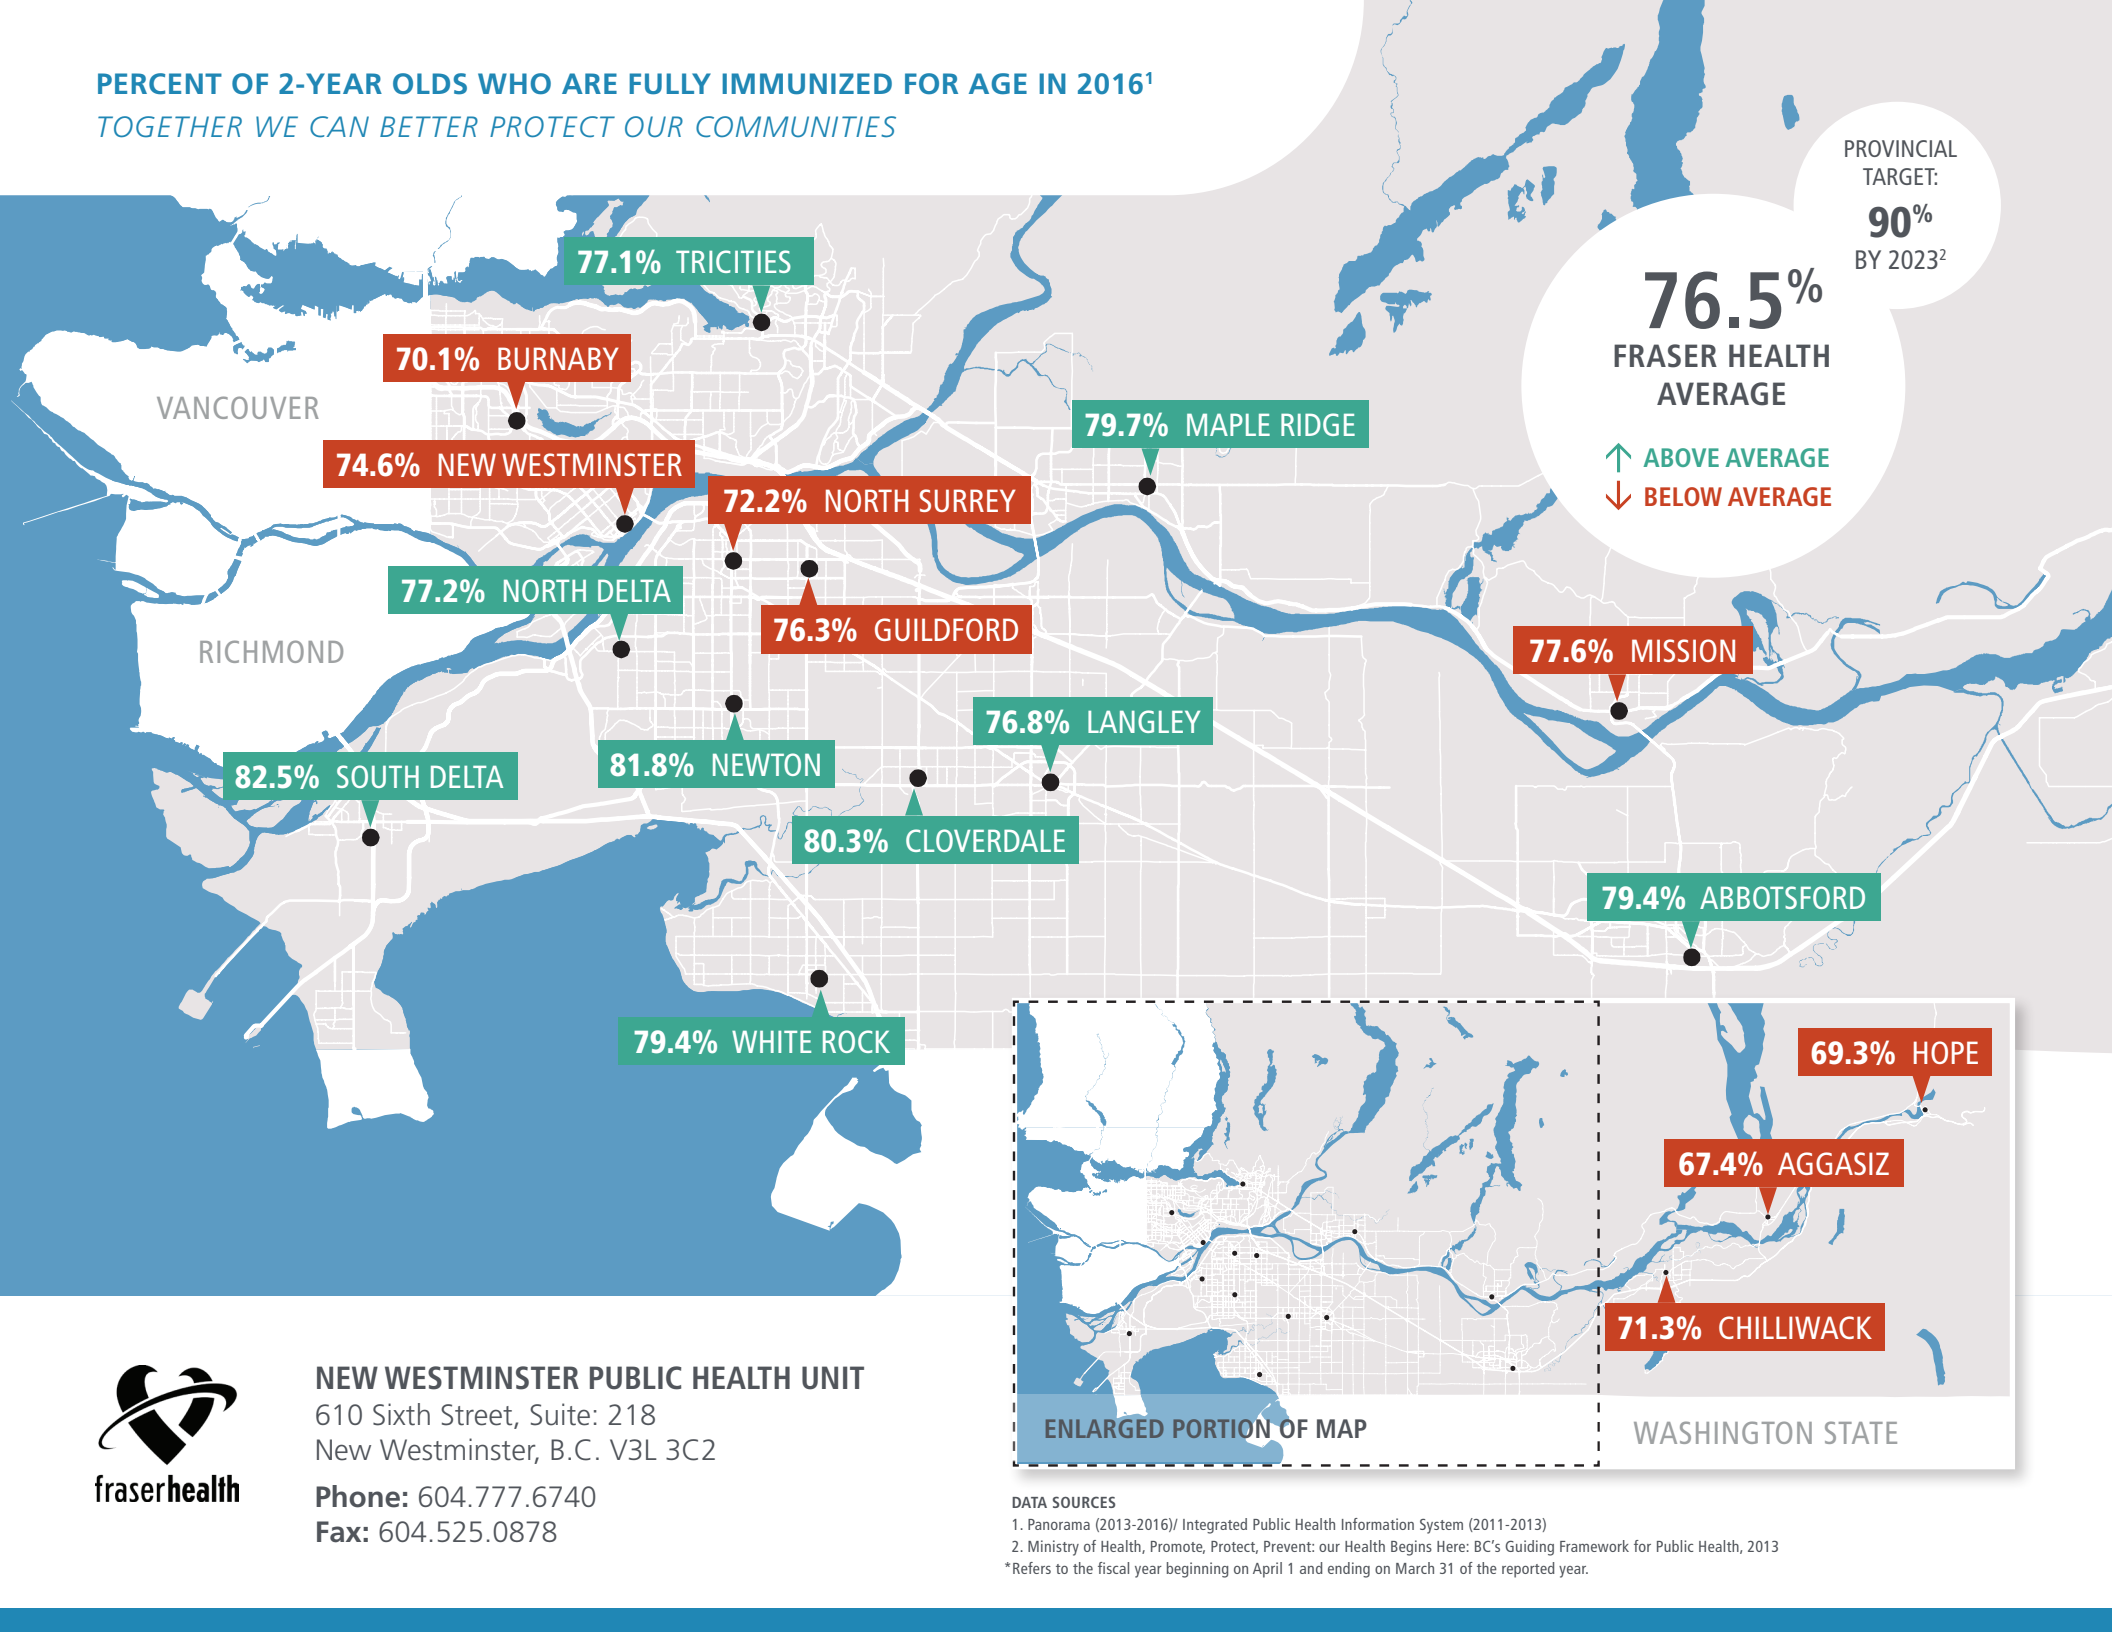 PERCENT OF 2-YEAR OLDS WHO ARE FULLY IMMUNIZED FOR AGE IN 2016¹
TOGETHER WE CAN BETTER PROTECT OUR COMMUNITIES
PROVINCIAL
TARGET:
90%
BY 2023²
76.5%
FRASER HEALTH
AVERAGE
↑ ABOVE AVERAGE
↓ BELOW AVERAGE
77.1% TRICITIES
70.1% BURNABY
VANCOUVER
79.7% MAPLE RIDGE
74.6% NEW WESTMINSTER
72.2% NORTH SURREY
77.2% NORTH DELTA
76.3% GUILDFORD
RICHMOND
77.6% MISSION
76.8% LANGLEY
81.8% NEWTON
82.5% SOUTH DELTA
80.3% CLOVERDALE
79.4% ABBOTSFORD
79.4% WHITE ROCK
69.3% HOPE
67.4% AGGASIZ
71.3% CHILLIWACK
ENLARGED PORTION OF MAP
WASHINGTON STATE
fraserhealth
NEW WESTMINSTER PUBLIC HEALTH UNIT
610 Sixth Street, Suite: 218
New Westminster, B.C. V3L 3C2
Phone: 604.777.6740
Fax: 604.525.0878
DATA SOURCES
1. Panorama (2013-2016)/ Integrated Public Health Information System (2011-2013)
2. Ministry of Health, Promote, Protect, Prevent: our Health Begins Here: BC's Guiding Framework for Public Health, 2013
*Refers to the fiscal year beginning on April 1 and ending on March 31 of the reported year.